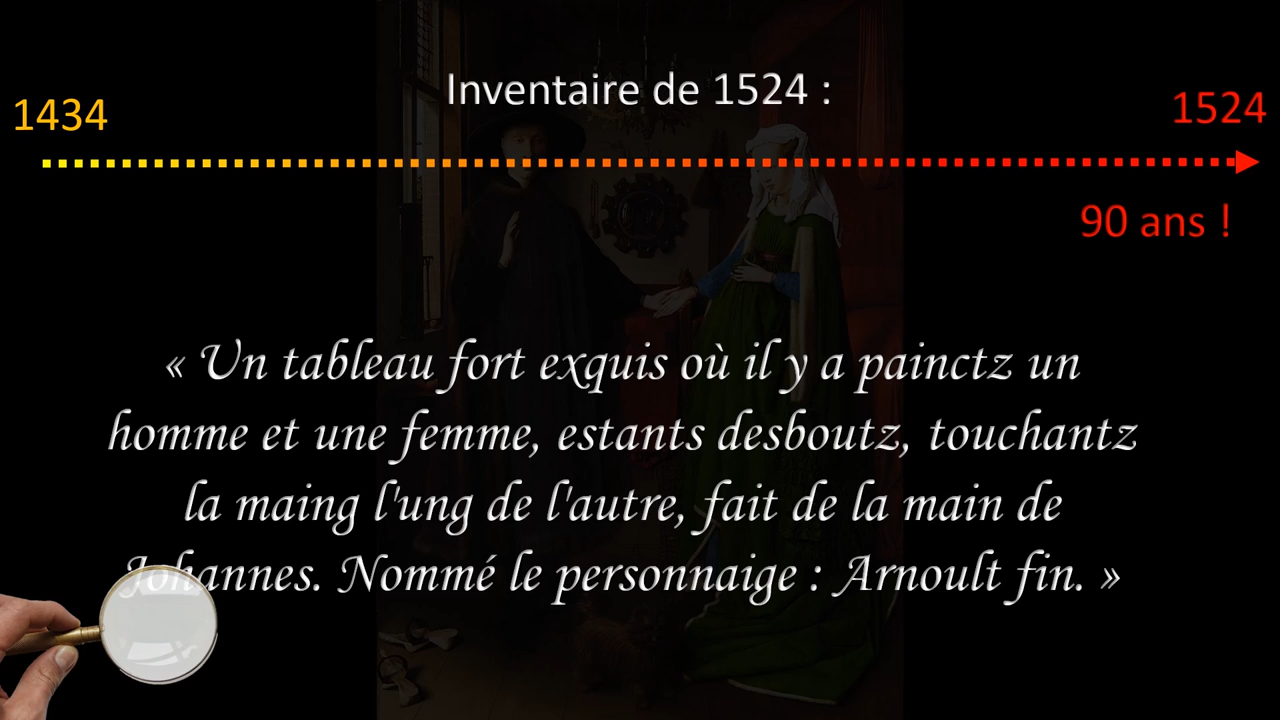 Inventaire de 1524 :
1434
1524
90 ans !
« Un tableau fort exquis où il y a painctz un
homme et une femme, estants desboutz, touchantz
la maing l'ung de l'autre, fait de la main de
Johannes. Nommé le personnaige : Arnoult fin. »